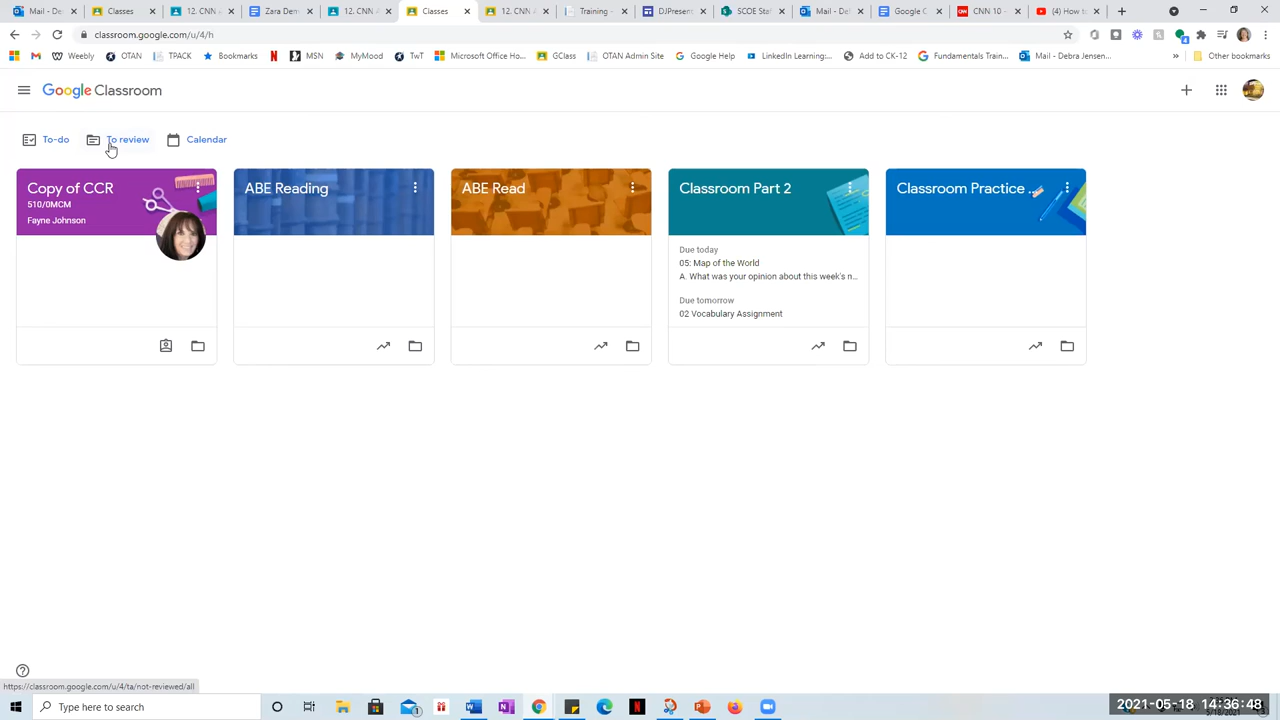 Mail - Di
Classes
12. CNN
Zara Den
12. CNN
Classes
12. CNN
Training
DJPresent
SCOE Sta
Mail - De
Google C
CNN 10
(4) How t
classroom.google.com/u/4/h
Weebly
OTAN
TPACK
Bookmarks
MSN
MyMood
TwT
Microsoft Office Ho...
GClass
OTAN Admin Site
Google Help
LinkedIn Learning:...
Add to CK-12
Fundamentals Train...
Mail - Debra Jensen...
Other bookmarks
Google Classroom
To-do
To review
Calendar
Copy of CCR
510/0MCM
Fayne Johnson
ABE Reading
ABE Read
Classroom Part 2
Due today
05: Map of the World
A. What was your opinion about this week's n...
Due tomorrow
02 Vocabulary Assignment
Classroom Practice ...
https://classroom.google.com/u/4/ta/not-reviewed/all
Type here to search
2021-05-18 14:36:48